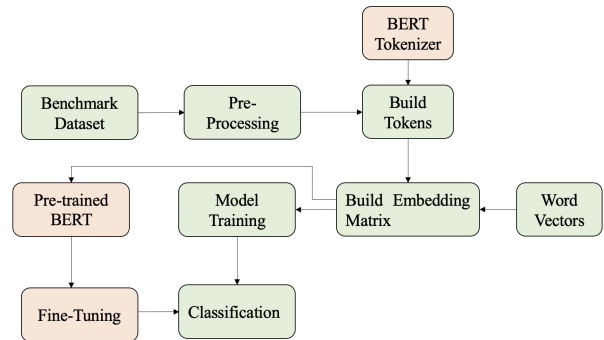 BERT
Tokenizer
Benchmark
Dataset
Pre-
Processing
Build
Tokens
Pre-trained
BERT
Model
Training
Build Embedding
Matrix
Word
Vectors
Fine-Tuning
Classification